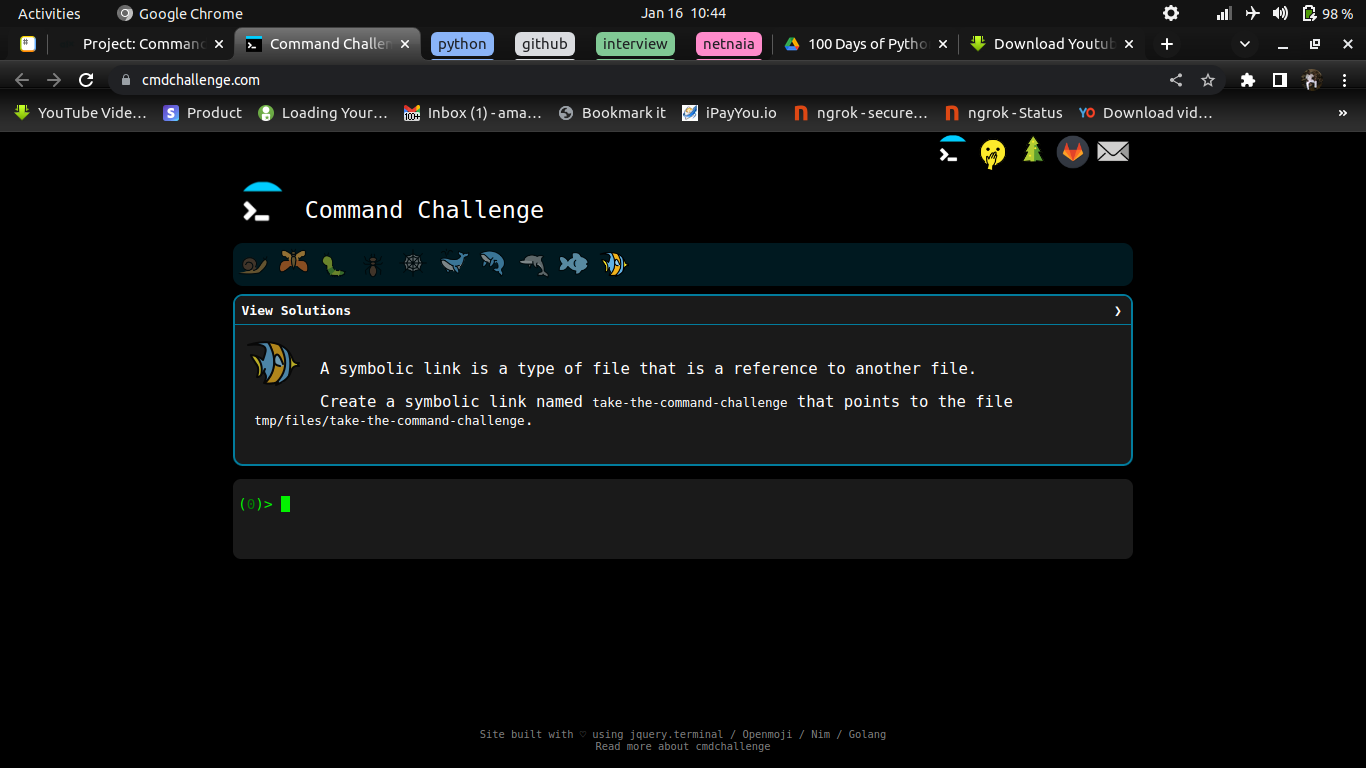 Activities Google Chrome Jan 16 10:44 98 %
Project: Comman Command Challen python github interview netnaia 100 Days of Pytho Download Youtub
cmdchallenge.com
YouTube Vide… Product Loading Your… Inbox (1) - ama… Bookmark it iPayYou.io ngrok - secure… ngrok - Status Download vid… »
Command Challenge
View Solutions ❯
A symbolic link is a type of file that is a reference to another file.
Create a symbolic link named take-the-command-challenge that points to the file
tmp/files/take-the-command-challenge.
(0)>
Site built with ♡ using jquery.terminal / Openmoji / Nim / Golang
Read more about cmdchallenge